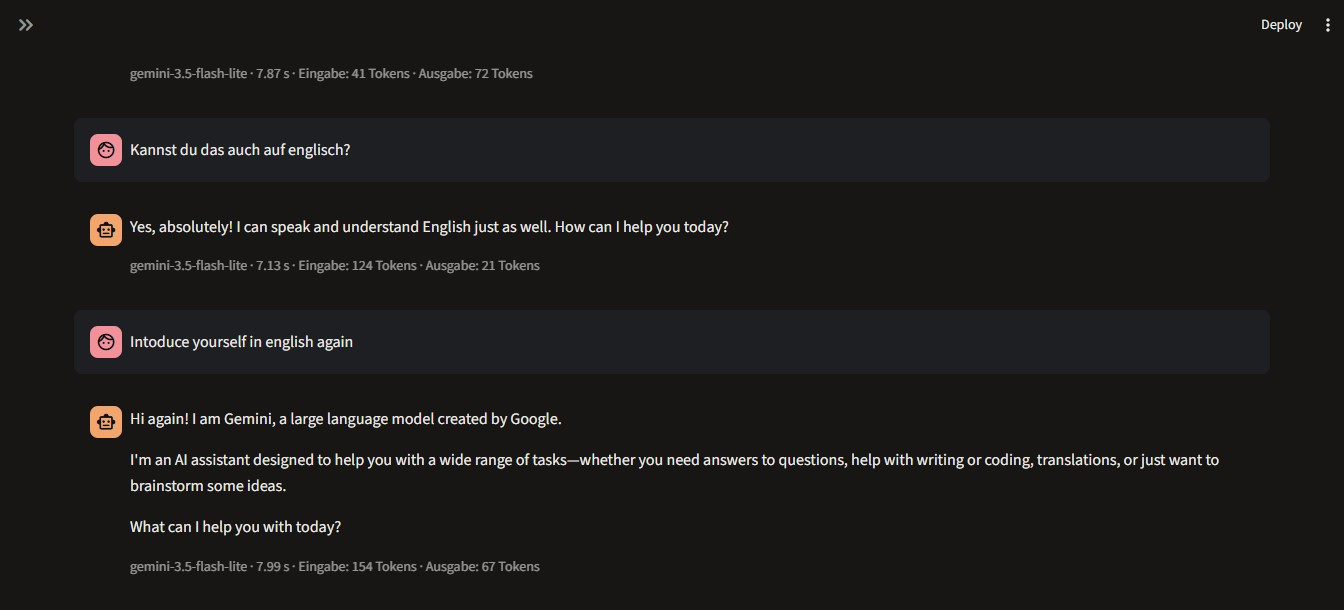 Deploy
gemini-3.5-flash-lite · 7.87 s · Eingabe: 41 Tokens · Ausgabe: 72 Tokens
Kannst du das auch auf englisch?
Yes, absolutely! I can speak and understand English just as well. How can I help you today?
gemini-3.5-flash-lite · 7.13 s · Eingabe: 124 Tokens · Ausgabe: 21 Tokens
Intoduce yourself in english again
Hi again! I am Gemini, a large language model created by Google.
I'm an AI assistant designed to help you with a wide range of tasks—whether you need answers to questions, help with writing or coding, translations, or just want to
brainstorm some ideas.
What can I help you with today?
gemini-3.5-flash-lite · 7.99 s · Eingabe: 154 Tokens · Ausgabe: 67 Tokens